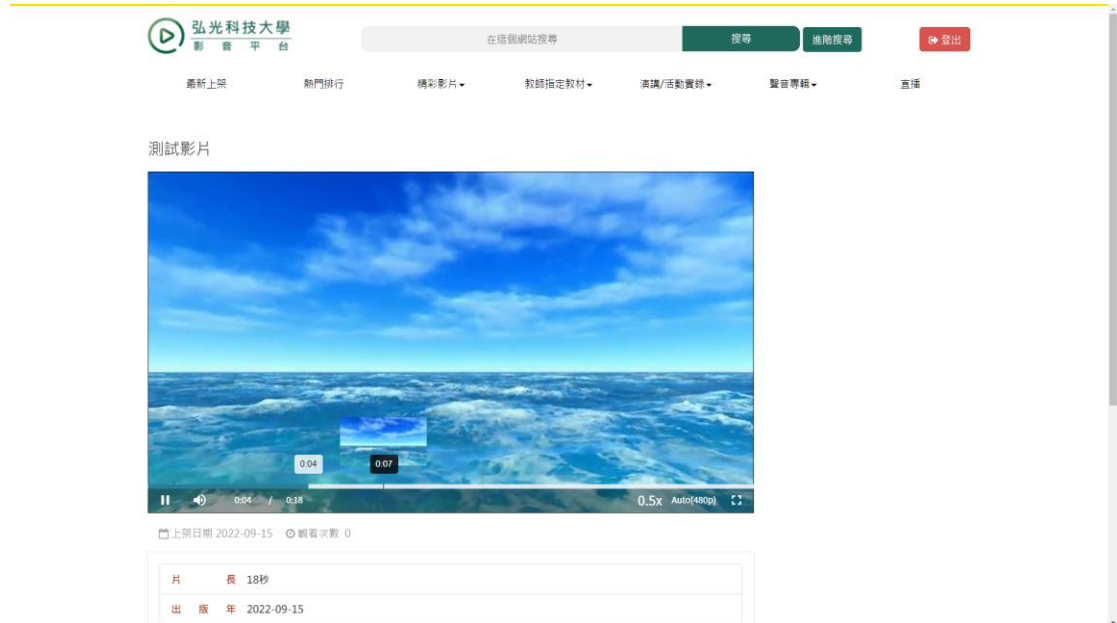 弘光科技大學
影音平台
在這個網站搜尋
搜尋
進階搜尋
登出
最新上架
熱門排行
精彩影片
教師指定教材
演講/活動實錄
聲音專輯
直播
測試影片
0:04
0:07
0:04 / 0:18
0.5x Auto(480p)
上架日期 2022-09-15 觀看次數 0
片長 18秒
出版年 2022-09-15